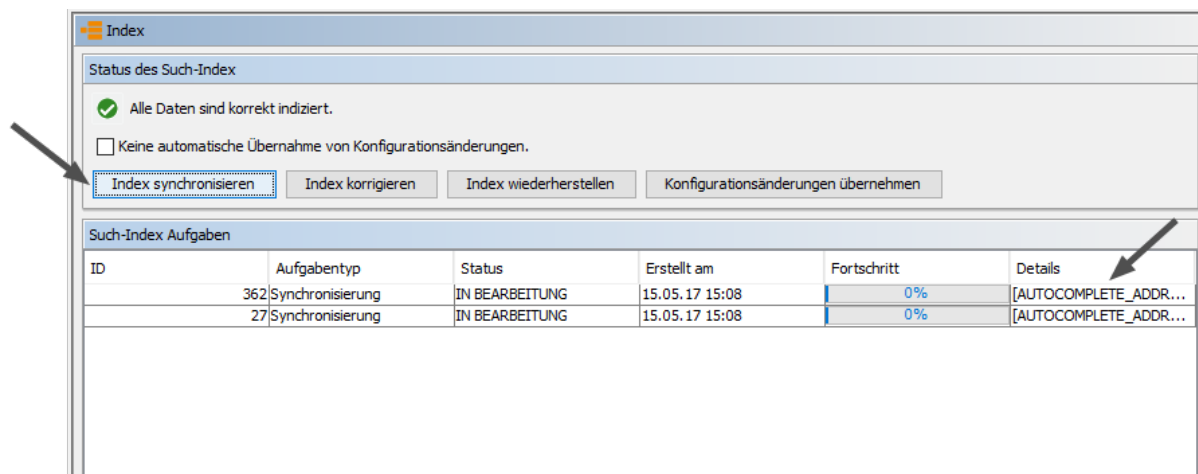 Index
Status des Such-Index
Alle Daten sind korrekt indiziert.
Keine automatische Übernahme von Konfigurationsänderungen.
Index synchronisieren Index korrigieren Index wiederherstellen Konfigurationsänderungen übernehmen
Such-Index Aufgaben
ID Aufgabentyp Status Erstellt am Fortschritt Details
362 Synchronisierung IN BEARBEITUNG 15.05.17 15:08 0% [AUTOCOMPLETE_ADDR...
27 Synchronisierung IN BEARBEITUNG 15.05.17 15:08 0% [AUTOCOMPLETE_ADDR...